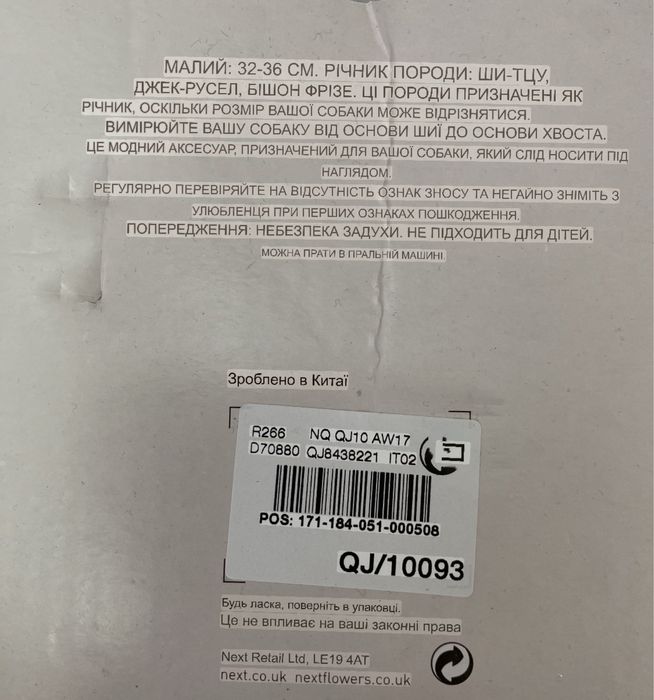 МАЛИЙ: 32-36 СМ. РІЧНИК ПОРОДИ: ШИ-ТЦУ,
ДЖЕК-РУСЕЛ, БІШОН ФРІЗЕ. ЦІ ПОРОДИ ПРИЗНАЧЕНІ ЯК
РІЧНИК, ОСКІЛЬКИ РОЗМІР ВАШОЇ СОБАКИ МОЖЕ ВІДРІЗНЯТИСЯ.
ВИМІРЮЙТЕ ВАШУ СОБАКУ ВІД ОСНОВИ ШИЇ ДО ОСНОВИ ХВОСТА.
ЦЕ МОДНИЙ АКСЕСУАР, ПРИЗНАЧЕНИЙ ДЛЯ ВАШОЇ СОБАКИ, ЯКИЙ СЛІД НОСИТИ ПІД
НАГЛЯДОМ.
РЕГУЛЯРНО ПЕРЕВІРЯЙТЕ НА ВІДСУТНІСТЬ ОЗНАК ЗНОСУ ТА НЕГАЙНО ЗНІМІТЬ З
УЛЮБЛЕНЦЯ ПРИ ПЕРШИХ ОЗНАКАХ ПОШКОДЖЕННЯ.
ПОПЕРЕДЖЕННЯ: НЕБЕЗПЕКА ЗАДУХИ. НЕ ПІДХОДИТЬ ДЛЯ ДІТЕЙ.
МОЖНА ПРАТИ В ПРАЛЬНІЙ МАШИНІ.
Зроблено в Китаї
R266 NQ QJ10 AW17
D70880 QJ8438221 IT02
POS: 171-184-051-000508
QJ/10093
Будь ласка, поверніть в упаковці.
Це не впливає на ваші законні права
Next Retail Ltd, LE19 4AT
next.co.uk nextflowers.co.uk